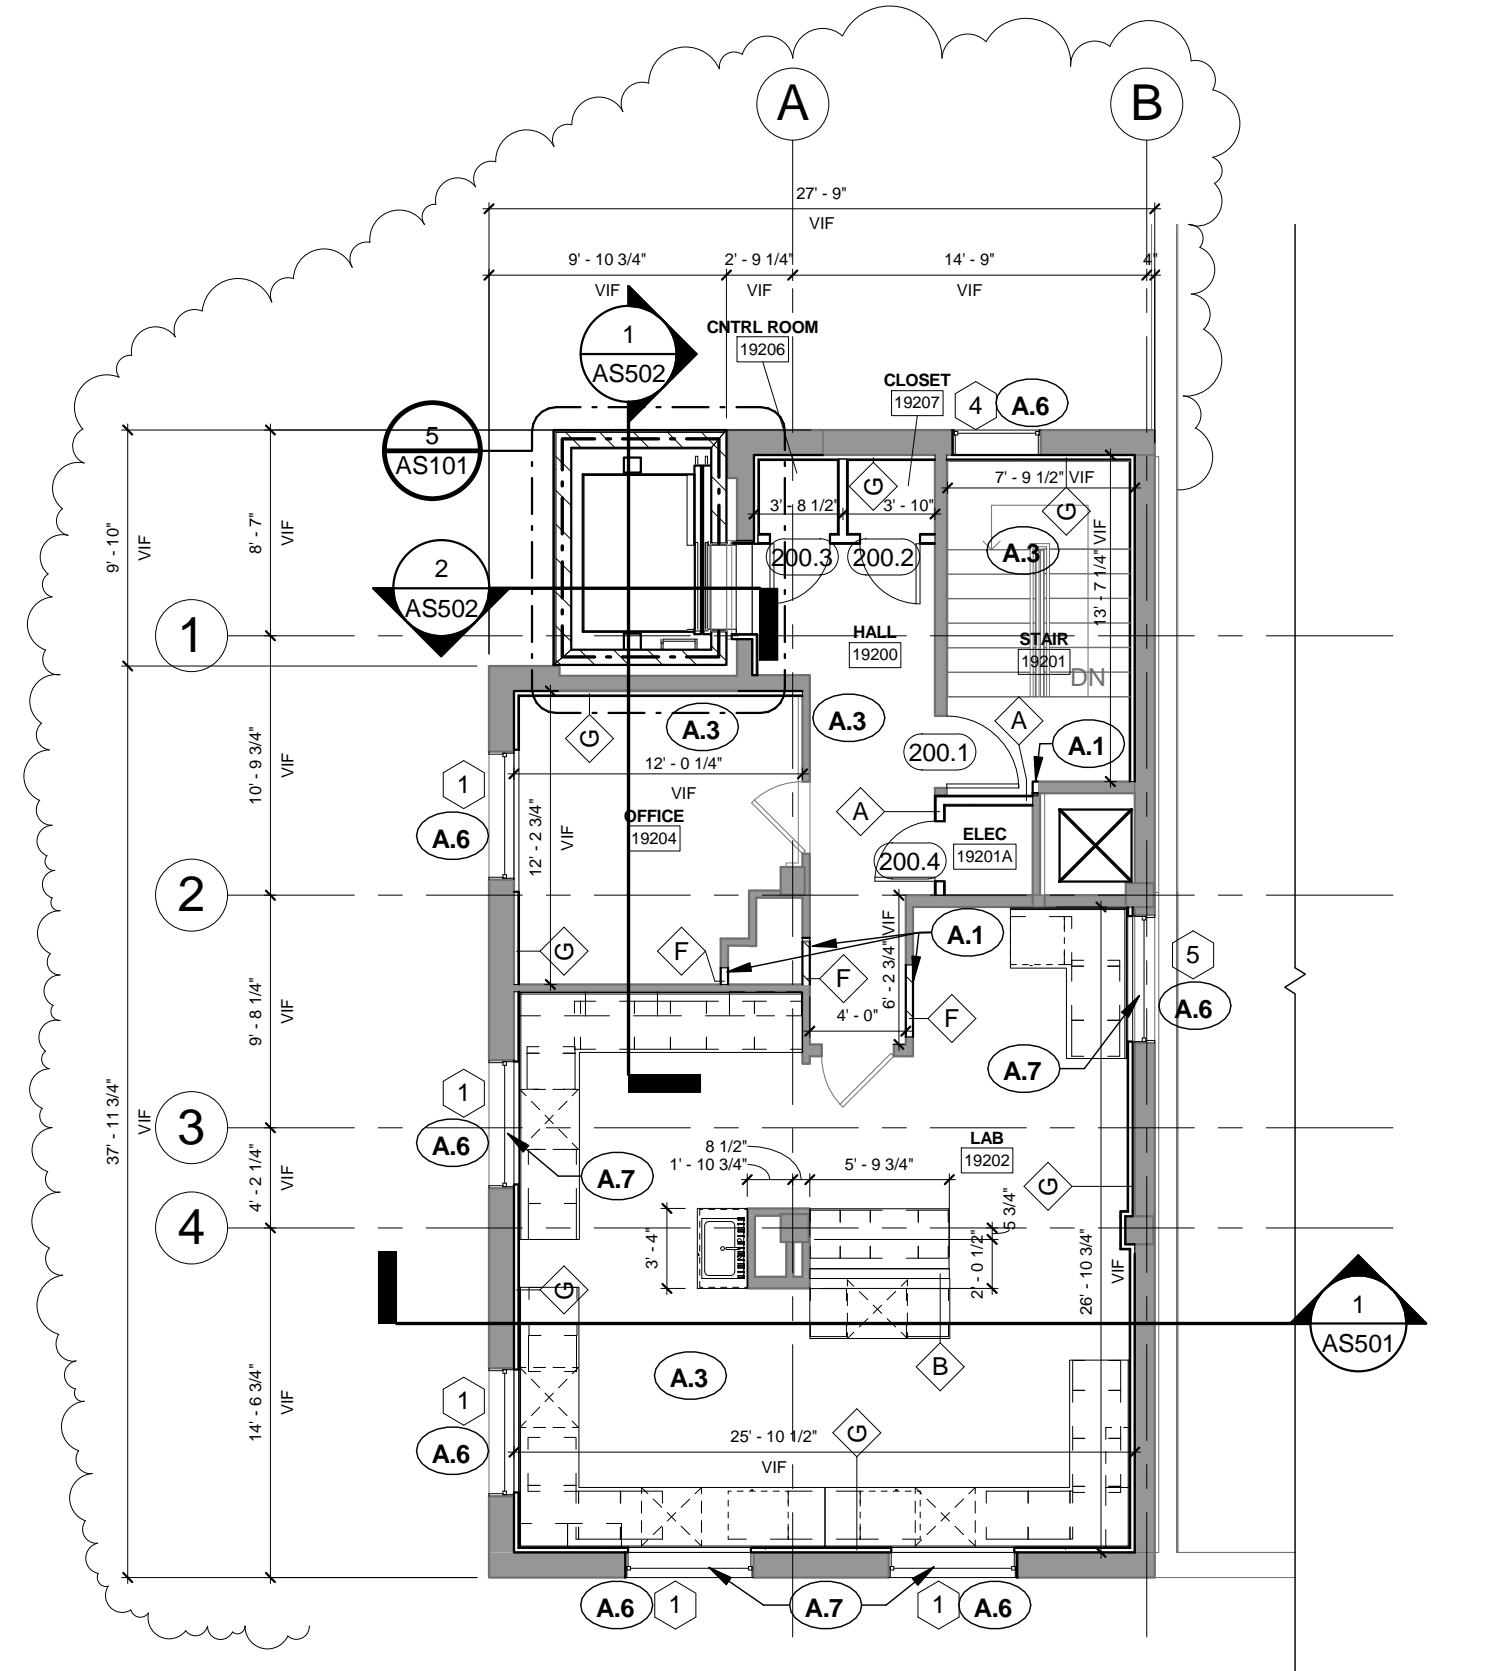 A
B
27' - 9"
VIF
9' - 10 3/4"
2' - 9 1/4"
14' - 9"
4"
VIF
VIF
VIF
1
AS502
CNTRL ROOM
19206
CLOSET
19207
4
A.6
5
AS101
G
7' - 9 1/2" VIF
3' - 8 1/2"
3' - 10"
G
9' - 10"
VIF
8' - 7"
VIF
A.3
200.3
200.2
13' - 7 1/4" VIF
2
AS502
1
HALL
19200
STAIR
19201
DN
A.3
A.3
A
G
A.1
200.1
12' - 0 1/4"
VIF
10' - 9 3/4"
VIF
1
A.6
OFFICE
19204
12' - 2 3/4"
VIF
A
ELEC
19201A
200.4
2
G
F
F
A.1
6' - 2 3/4" VIF
5
A.6
F
4' - 0"
9' - 8 1/4"
VIF
A.7
1
A.6
3
37' - 11 3/4"
VIF
A.7
8 1/2"
1' - 10 3/4"
5' - 9 3/4"
LAB
19202
G
4' - 2 1/4"
VIF
4
3' - 4"
5 3/4"
2' - 0 1/2"
26' - 10 3/4"
VIF
G
1
AS501
B
A.3
14' - 6 3/4"
VIF
1
A.6
25' - 10 1/2"
VIF
G
A.6
1
A.7
1
A.6